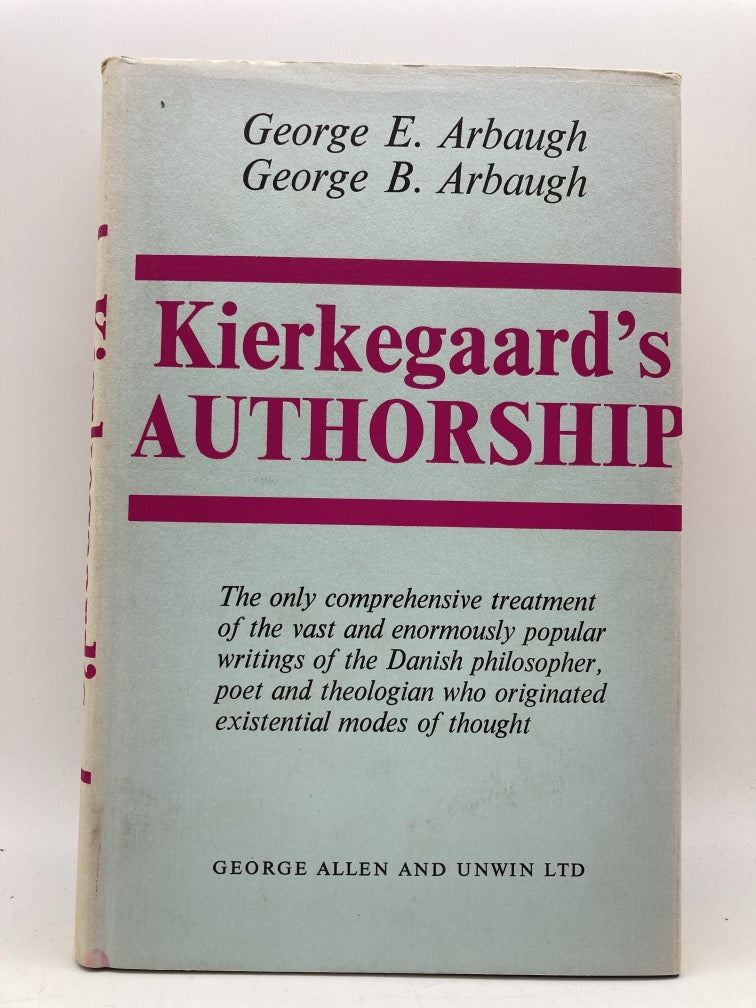 George E. Arbaugh
George B. Arbaugh
Kierkegaard's
AUTHORSHIP
The only comprehensive treatment
of the vast and enormously popular
writings of the Danish philosopher,
poet and theologian who originated
existential modes of thought
GEORGE ALLEN AND UNWIN LTD